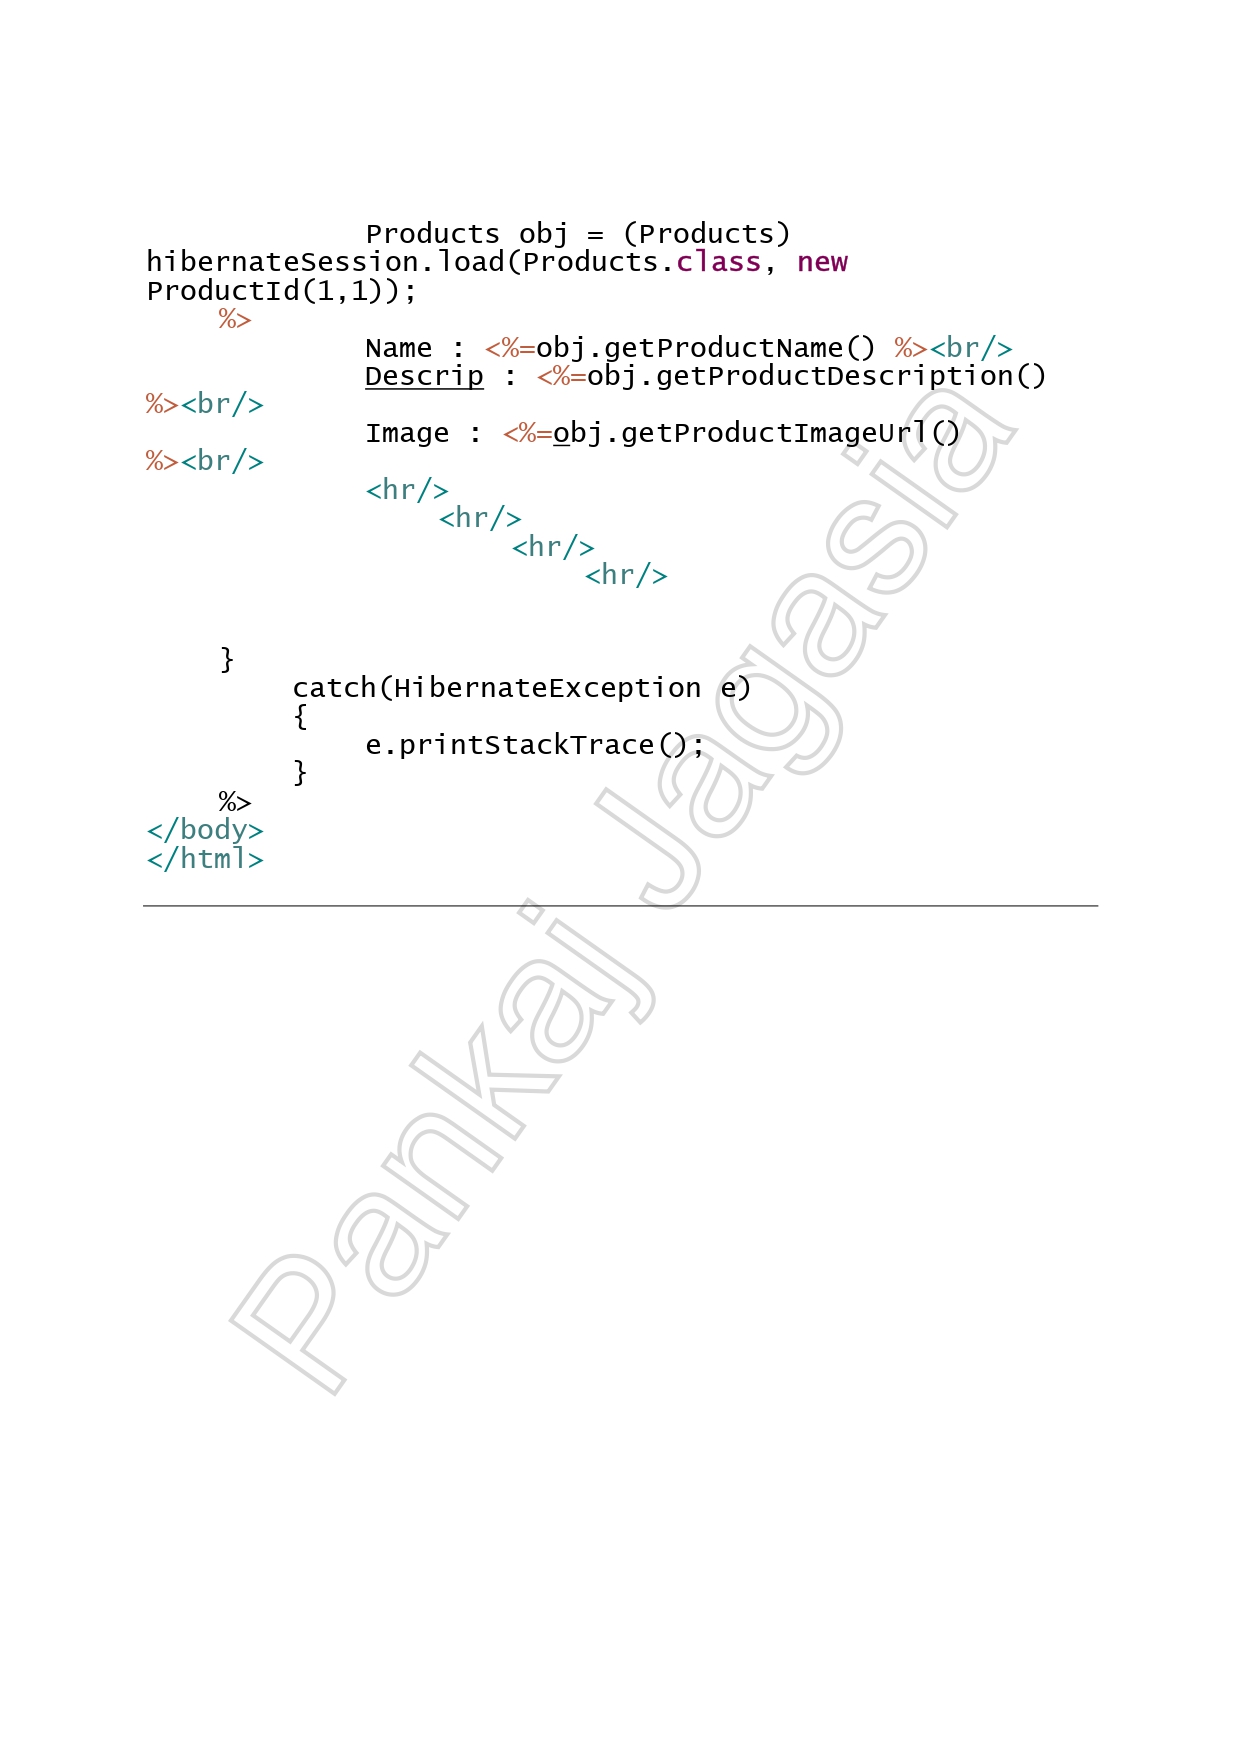 Products obj = (Products)
hibernateSession.load(Products.class, new
ProductId(1,1));
%>
Name : <%=obj.getProductName() %><br/>
Descrip : <%=obj.getProductDescription()
%><br/>
Image : <%=obj.getProductImageUrl()
%><br/>
<hr/>
<hr/>
<hr/>
<hr/>
}
catch(HibernateException e)
{
e.printStackTrace();
}
%>
</body>
</html>
Pankaj Jagasia